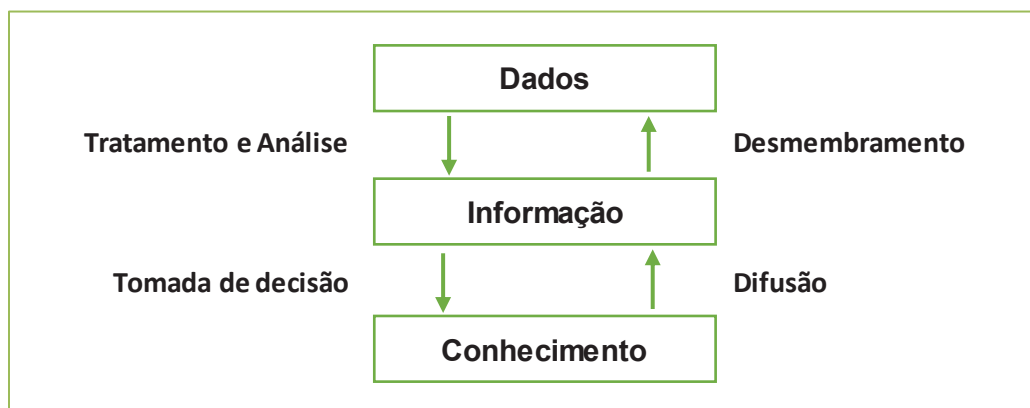 Dados
Tratamento e Análise
Desmembramento
Informação
Tomada de decisão
Difusão
Conhecimento